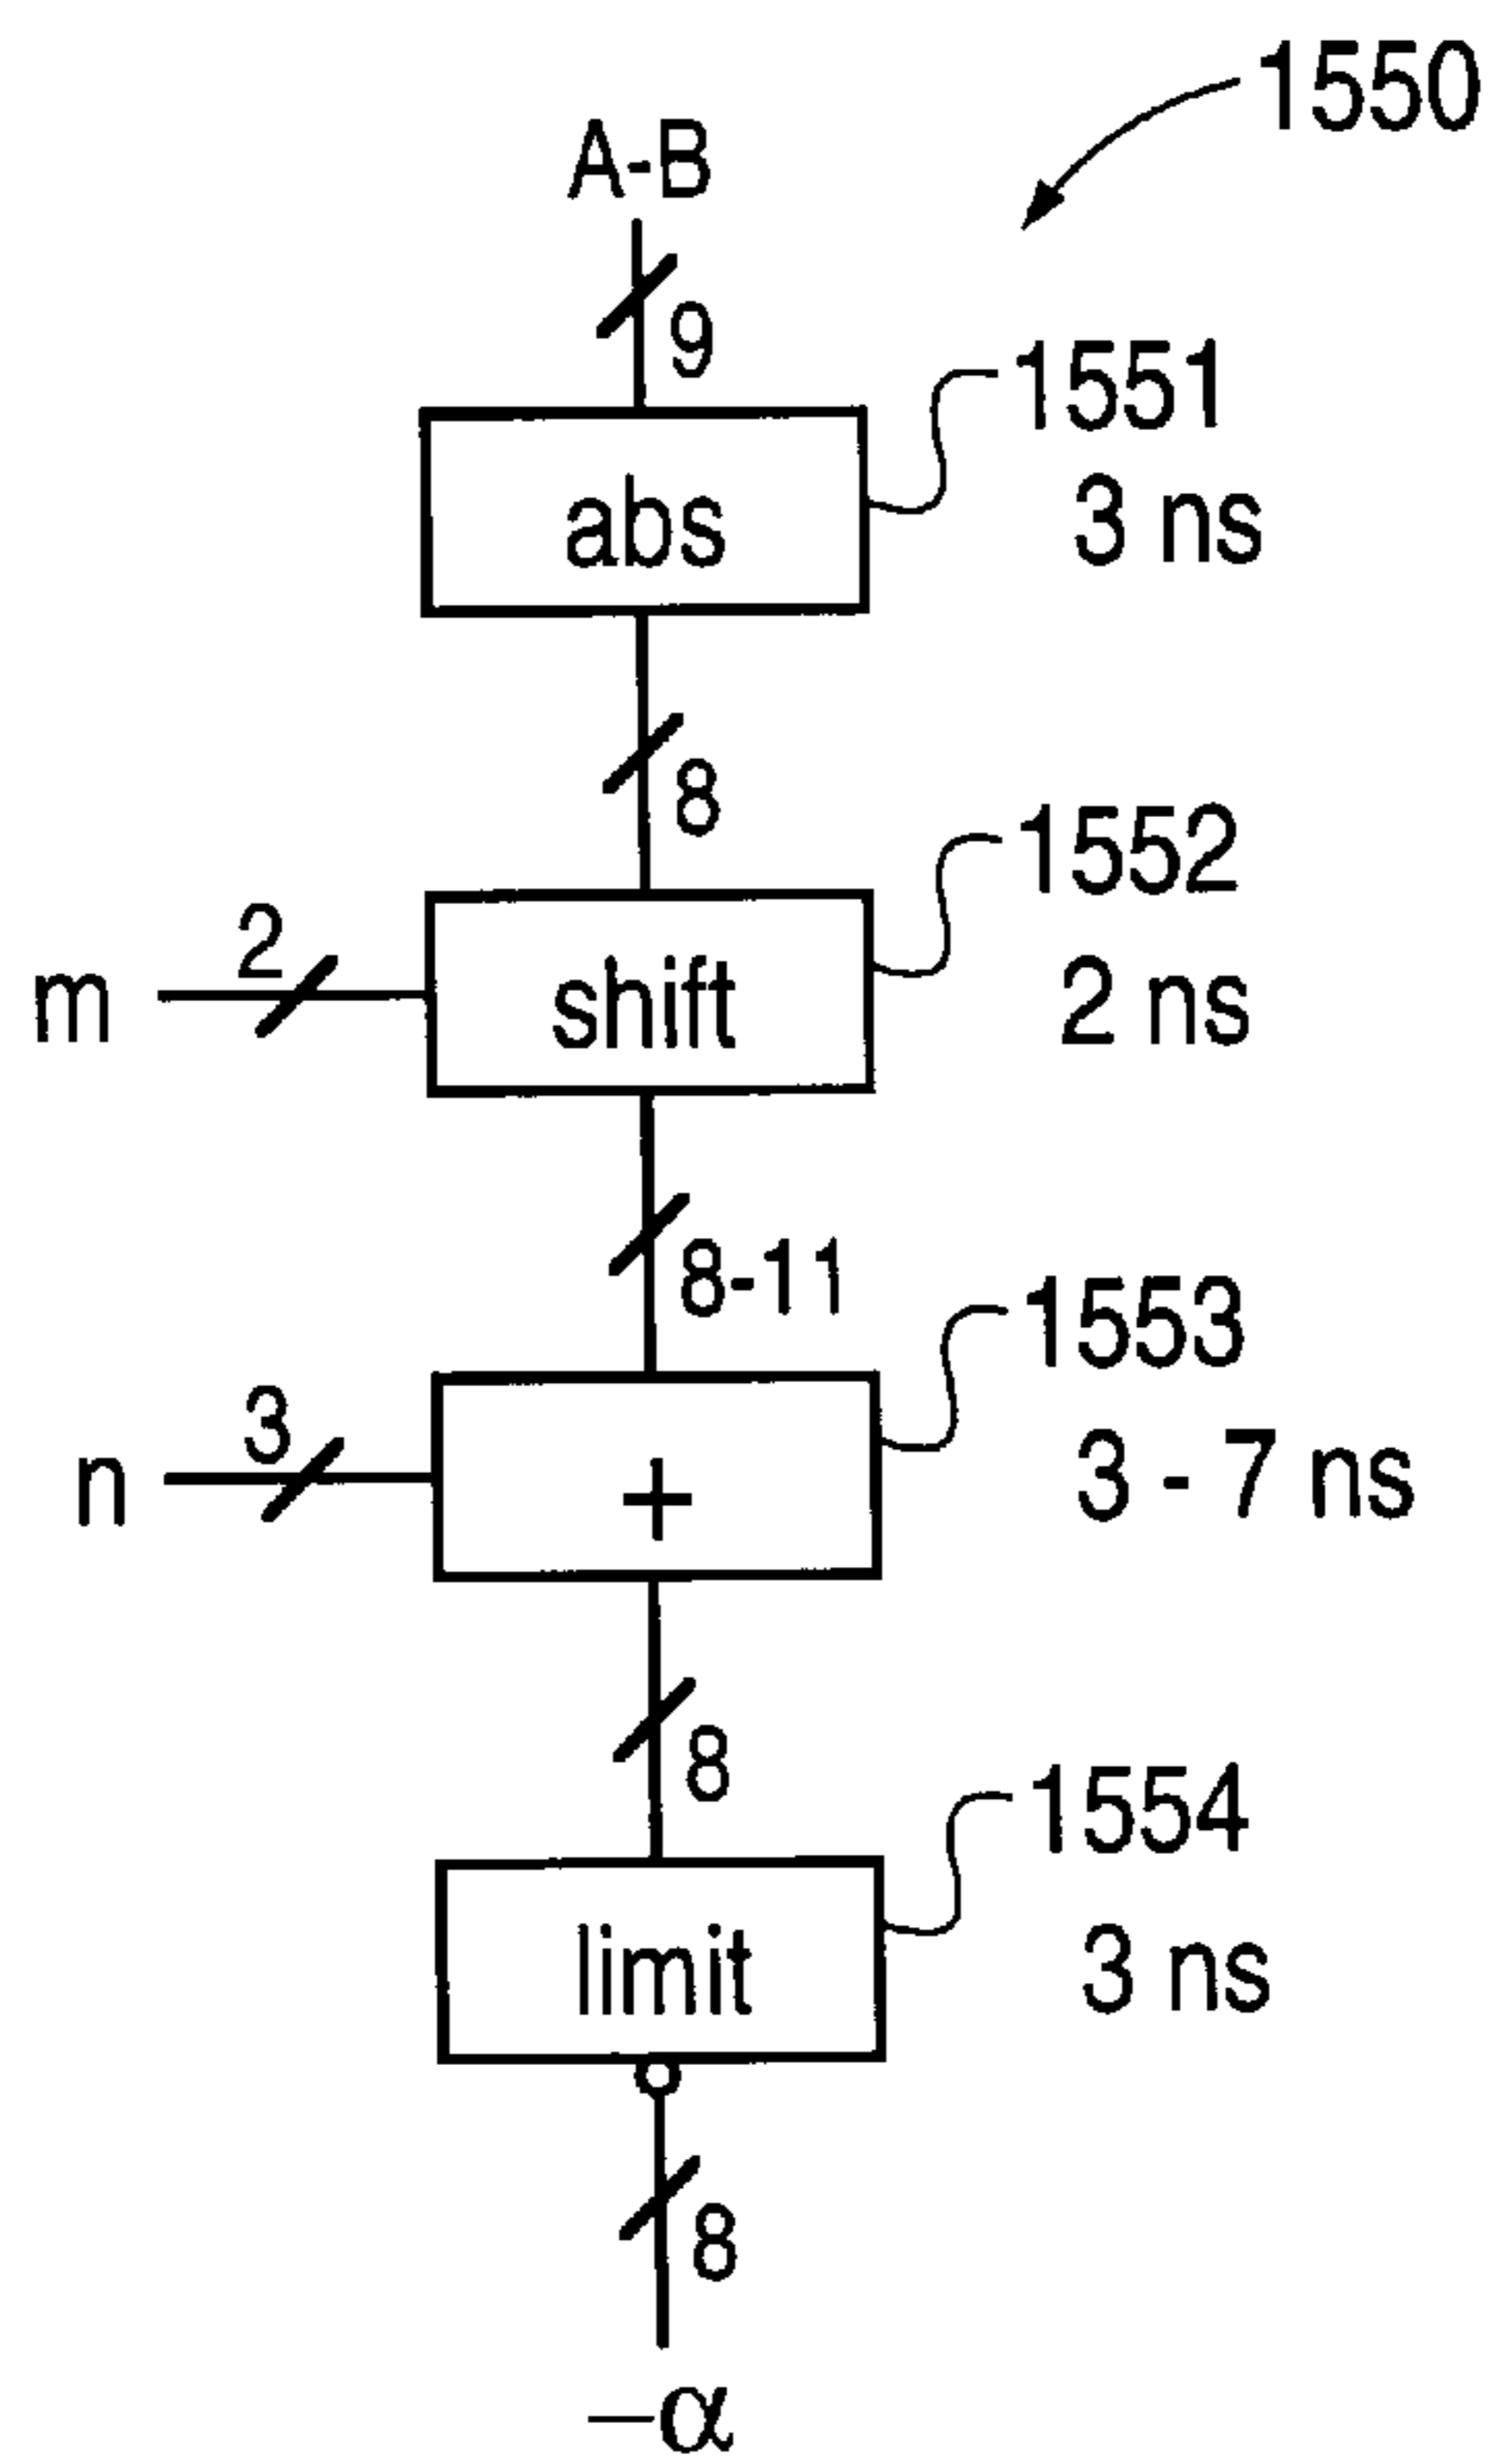 1550
A-B
9
1551
abs
3 ns
8
1552
2
m
shift
2 ns
8-11
1553
3
n
+
3 - 7 ns
8
1554
limit
3 ns
8
−α